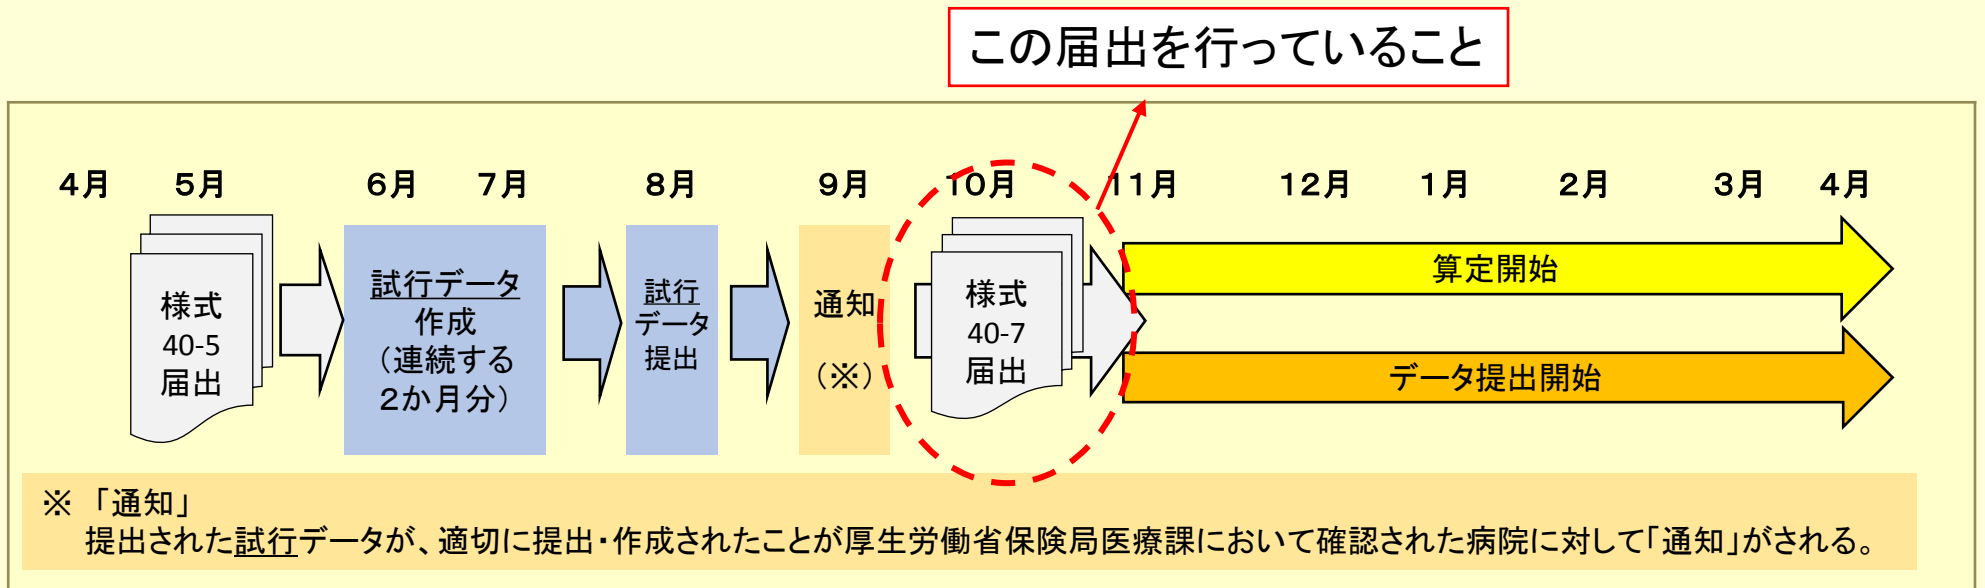 この届出を行っていること
4月 5月 6月 7月 8月 9月 10月 11月 12月 1月 2月 3月 4月
様式
40-5
届出
試行データ
作成
（連続する
2か月分）
試行
データ
提出
通知
（※）
様式
40-7
届出
算定開始
データ提出開始
※ 「通知」
提出された試行データが、適切に提出・作成されたことが厚生労働省保険局医療課において確認された病院に対して「通知」がされる。